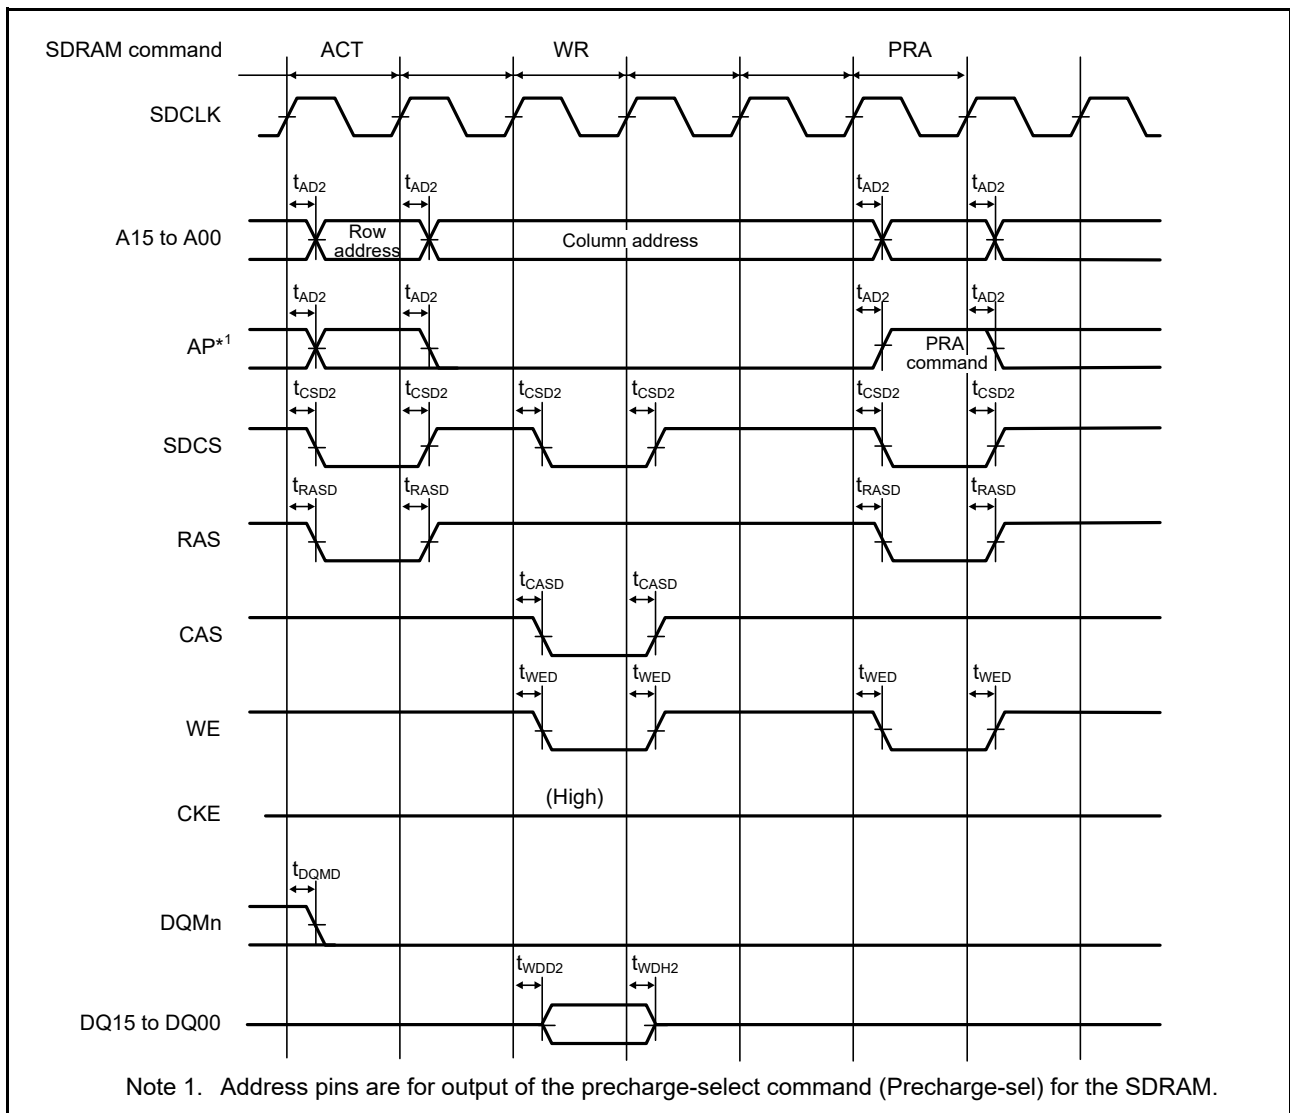 SDRAM command ACT WR PRA
SDCLK
tAD2 tAD2 tAD2 tAD2
A15 to A00 Row address Column address
tAD2 tAD2 tAD2 tAD2
AP*1 PRA command
tCSD2 tCSD2 tCSD2 tCSD2 tCSD2 tCSD2
SDCS
tRASD tRASD tRASD tRASD
RAS
tCASD tCASD
CAS
tWED tWED tWED tWED
WE
(High)
CKE
tDQMD
DQMn
tWDD2 tWDH2
DQ15 to DQ00
Note 1. Address pins are for output of the precharge-select command (Precharge-sel) for the SDRAM.